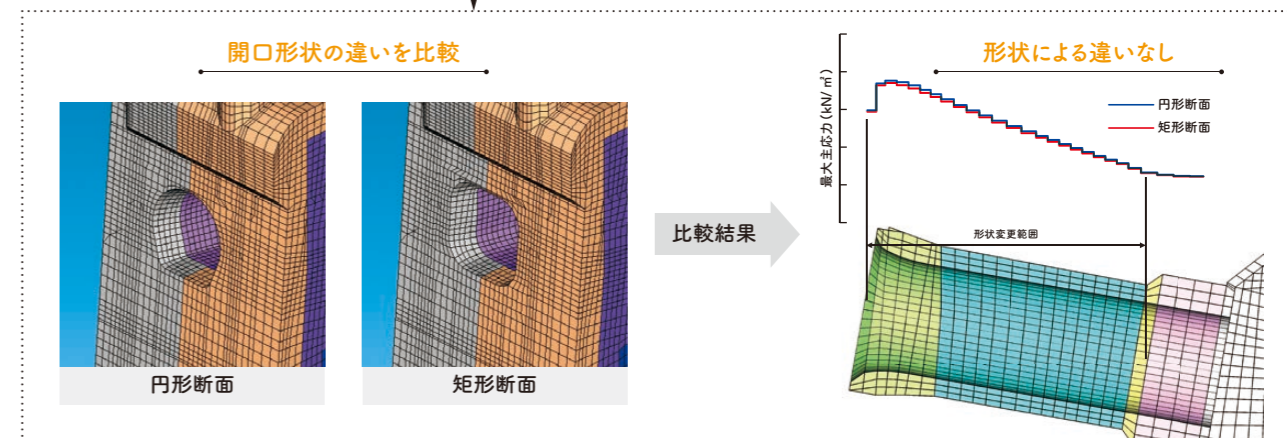 開口形状の違いを比較
円形断面
矩形断面
比較結果
形状による違いなし
最大主応力(kN/㎡)
円形断面
矩形断面
形状変更範囲